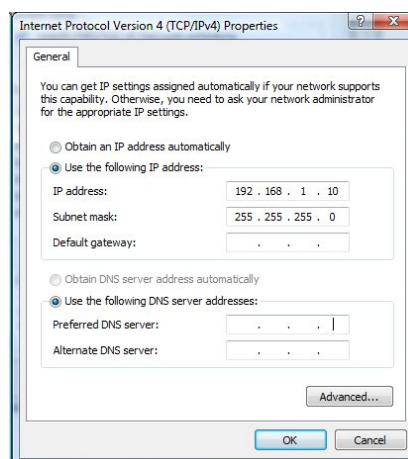 Internet Protocol Version 4 (TCP/IPv4) Properties
General
You can get IP settings assigned automatically if your network supports
this capability. Otherwise, you need to ask your network administrator
for the appropriate IP settings.
Obtain an IP address automatically
Use the following IP address:
IP address: 192 . 168 . 1 . 10
Subnet mask: 255 . 255 . 255 . 0
Default gateway: . . .
Obtain DNS server address automatically
Use the following DNS server addresses:
Preferred DNS server: . . .
Alternate DNS server: . . .
Advanced...
OK Cancel